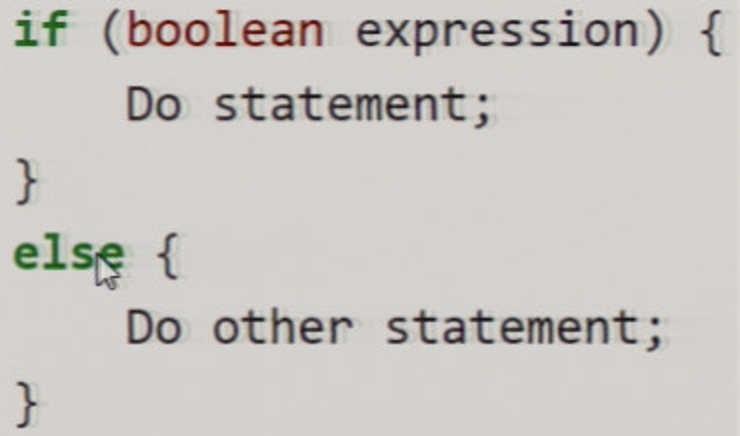 if (boolean expression) {
    Do statement;
}
else {
    Do other statement;
}